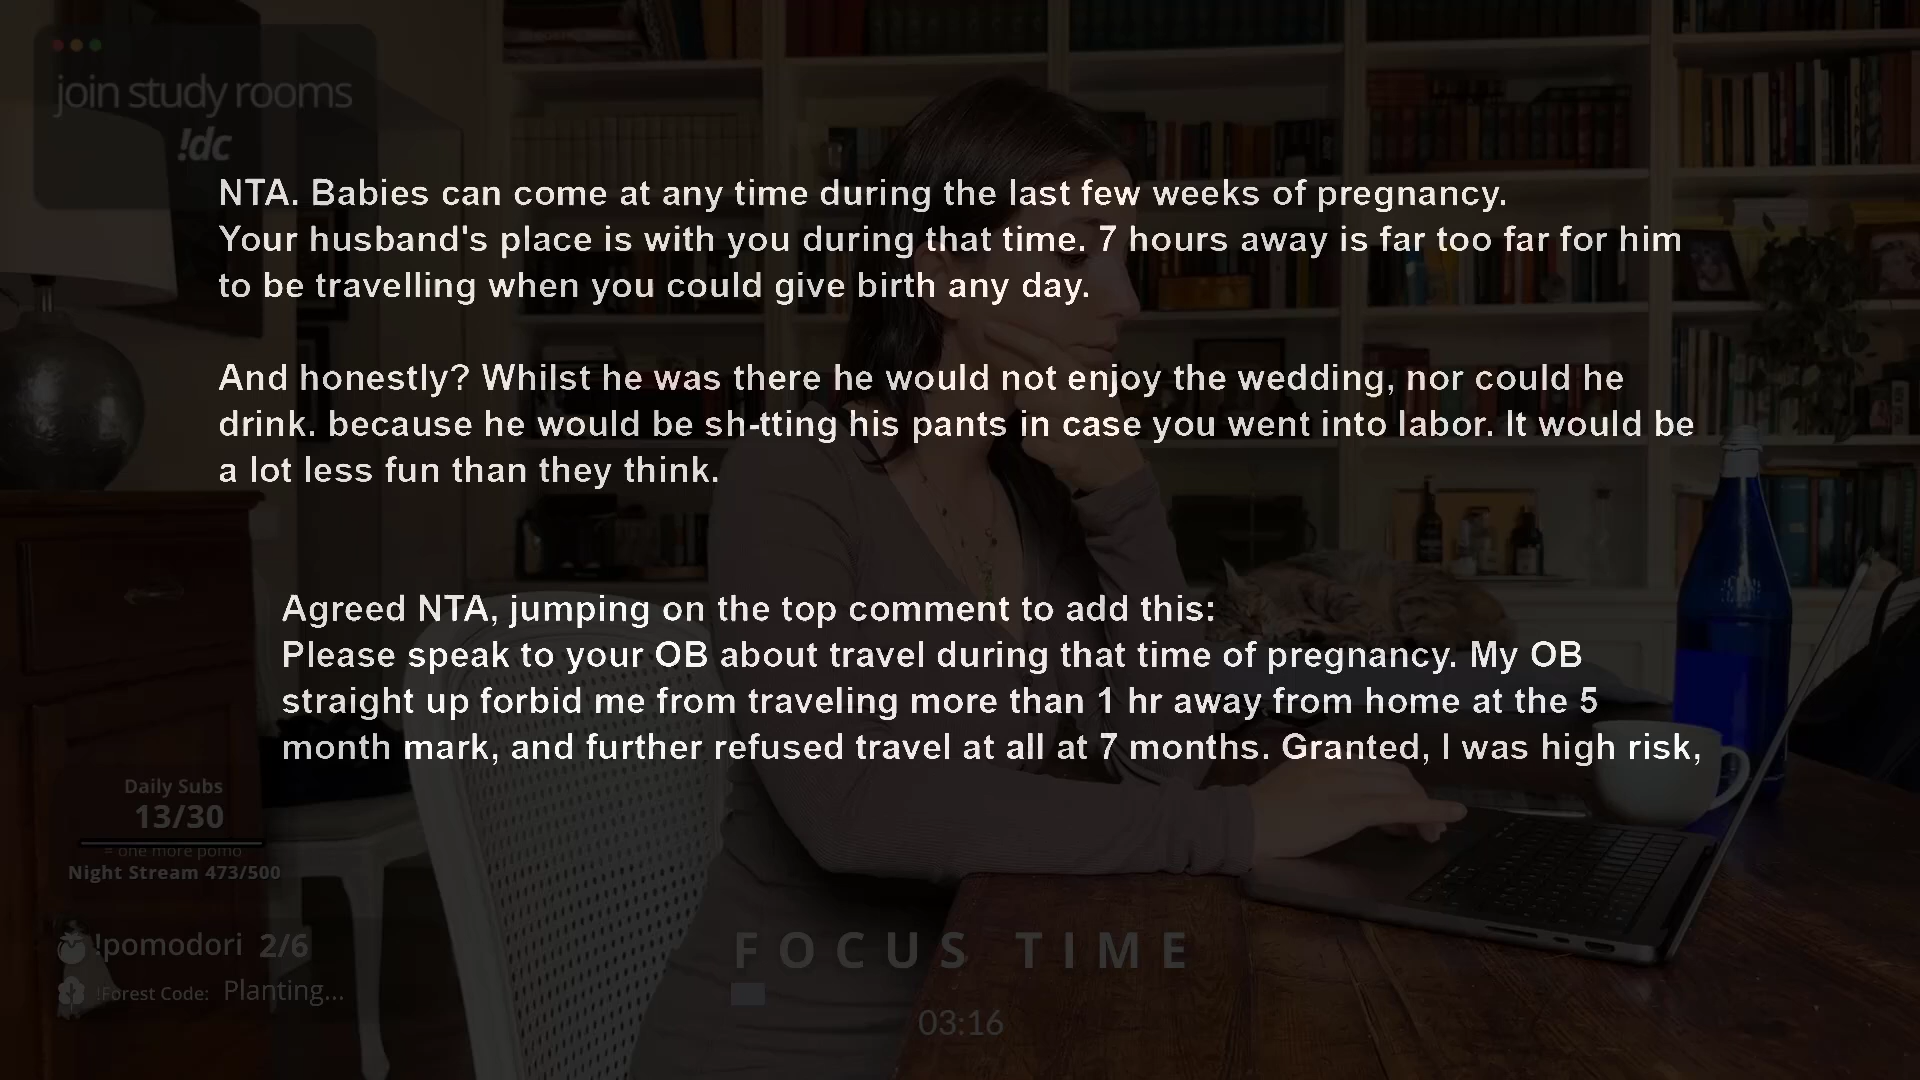 join study rooms
!dc
NTA. Babies can come at any time during the last few weeks of pregnancy.
Your husband's place is with you during that time. 7 hours away is far too far for him
to be travelling when you could give birth any day.
And honestly? Whilst he was there he would not enjoy the wedding, nor could he
drink. because he would be sh-tting his pants in case you went into labor. It would be
a lot less fun than they think.
Agreed NTA, jumping on the top comment to add this:
Please speak to your OB about travel during that time of pregnancy. My OB
straight up forbid me from traveling more than 1 hr away from home at the 5
month mark, and further refused travel at all at 7 months. Granted, I was high risk,
Daily Subs
13/30
= one more pomo
Night Stream 473/500
!pomodori 2/6
!Forest Code: Planting...
FOCUS TIME
03:16